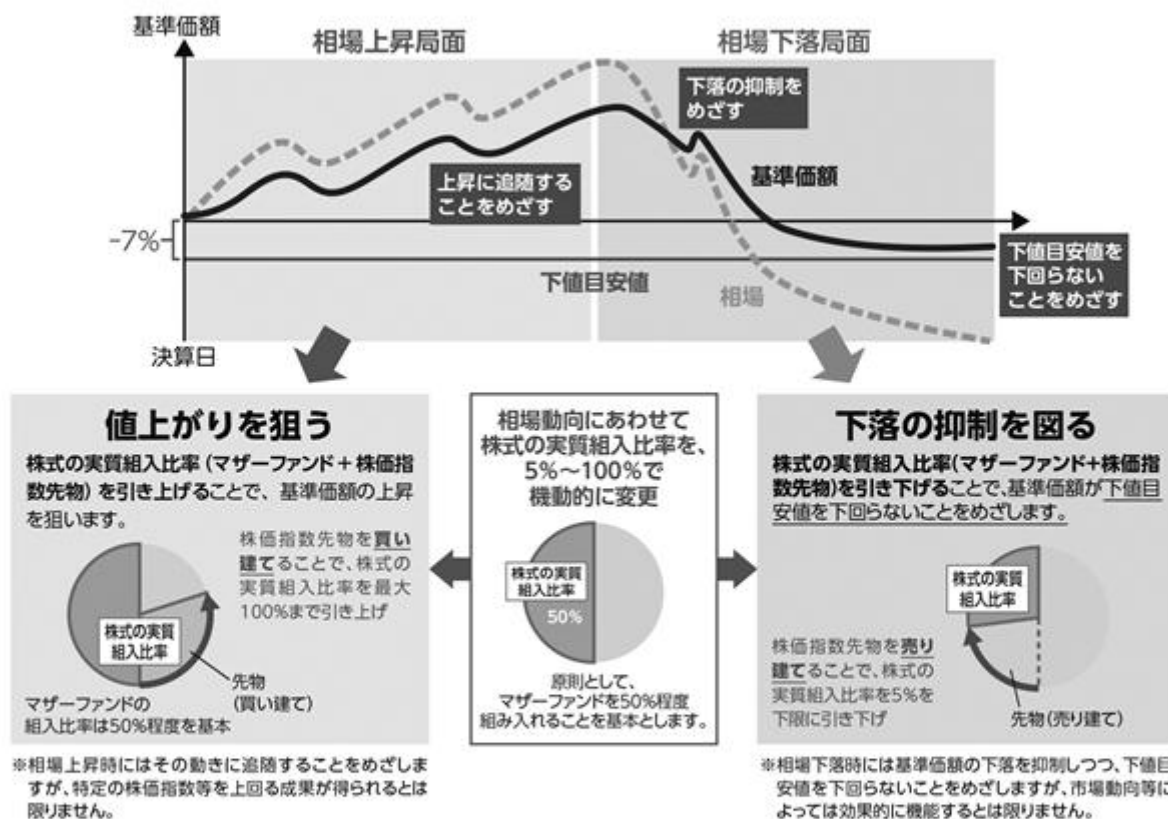 基準価額
相場上昇局面
相場下落局面
下落の抑制を
めざす
上昇に追随する
ことをめざす
基準価額
-7%
下値目安値
相場
下値目安値を
下回らない
ことをめざす
決算日
値上がりを狙う
株式の実質組入比率(マザーファンド+株価指
数先物)を引き上げることで、基準価額の上昇
を狙います。
株価指数先物を買い
建てることで、株式の
実質組入比率を最大
100%まで引き上げ
株式の実質
組入比率
先物
(買い建て)
マザーファンドの
組入比率は50%程度を基本
※相場上昇時にはその動きに追随することをめざしま
すが、特定の株価指数等を上回る成果が得られるとは
限りません。
相場動向にあわせて
株式の実質組入比率を、
5%~100%で
機動的に変更
株式の実質
組入比率
50%
原則として、
マザーファンドを50%程度
組み入れることを基本とします。
下落の抑制を図る
株式の実質組入比率(マザーファンド+株価指
数先物)を引き下げることで、基準価額が下値目
安値を下回らないことをめざします。
株式の実質
組入比率
株価指数先物を売り
建てることで、株式の
実質組入比率を5%を
下限に引き下げ
先物(売り建て)
※相場下落時には基準価額の下落を抑制しつつ、下値目
安値を下回らないことをめざしますが、市場動向等に
よっては効果的に機能するとは限りません。